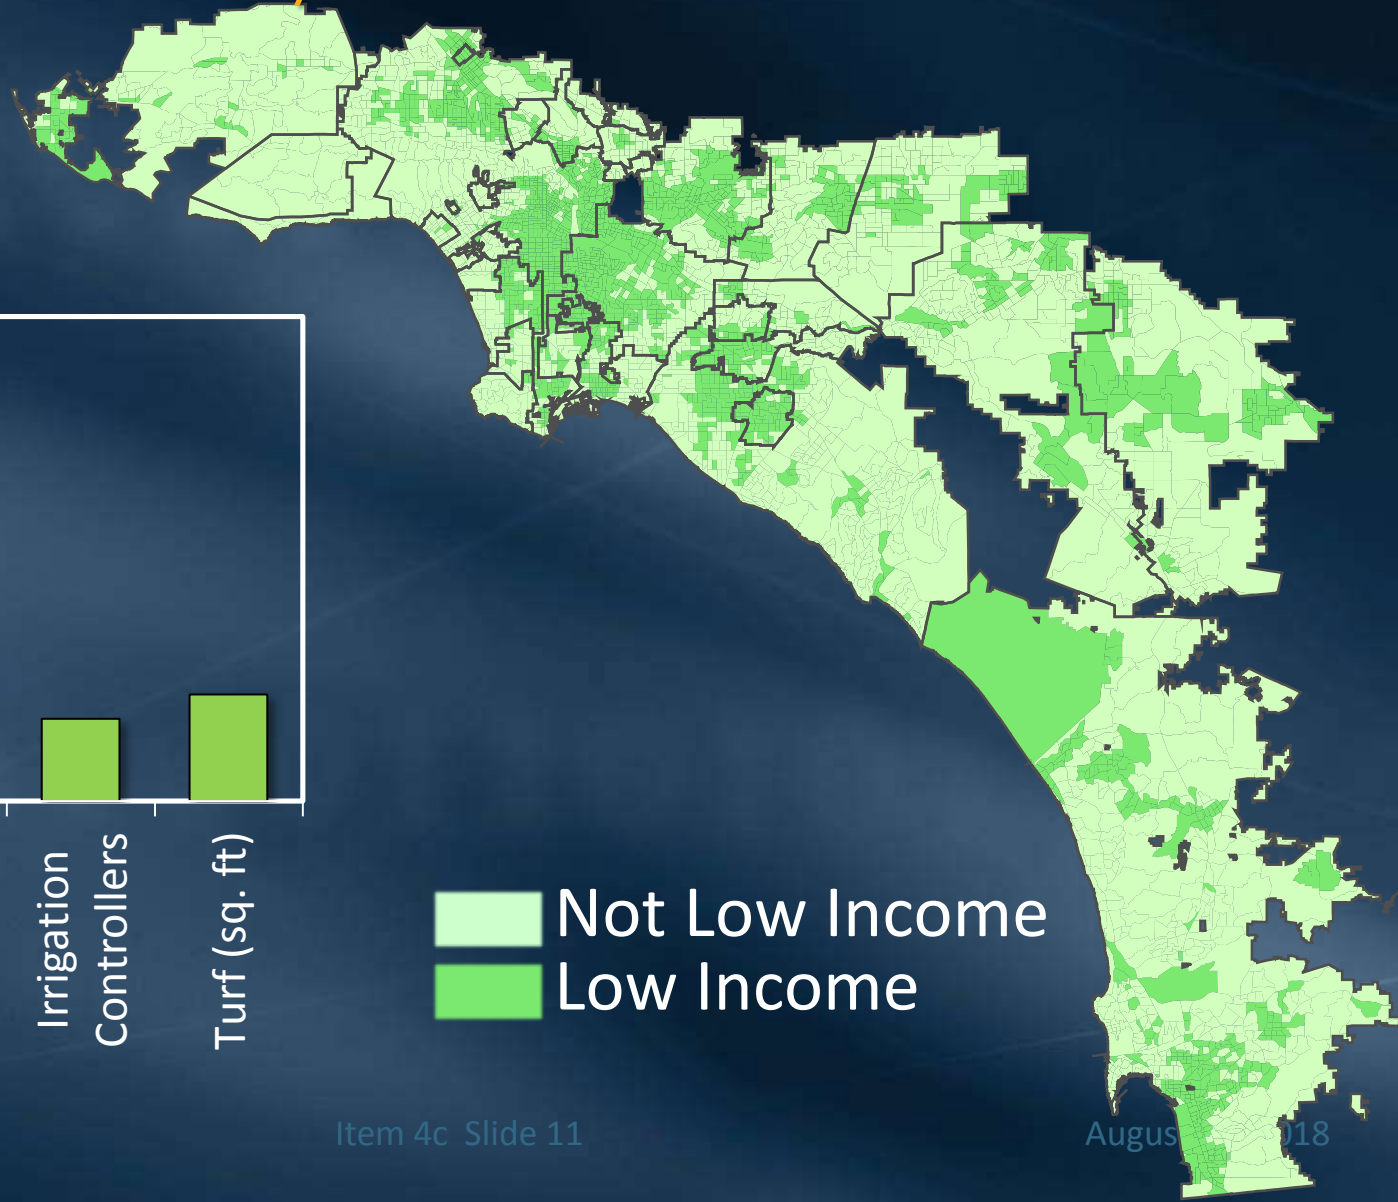 Irrigation
Controllers
Turf (sq. ft)
Not Low Income
Low Income
Item 4c Slide 11